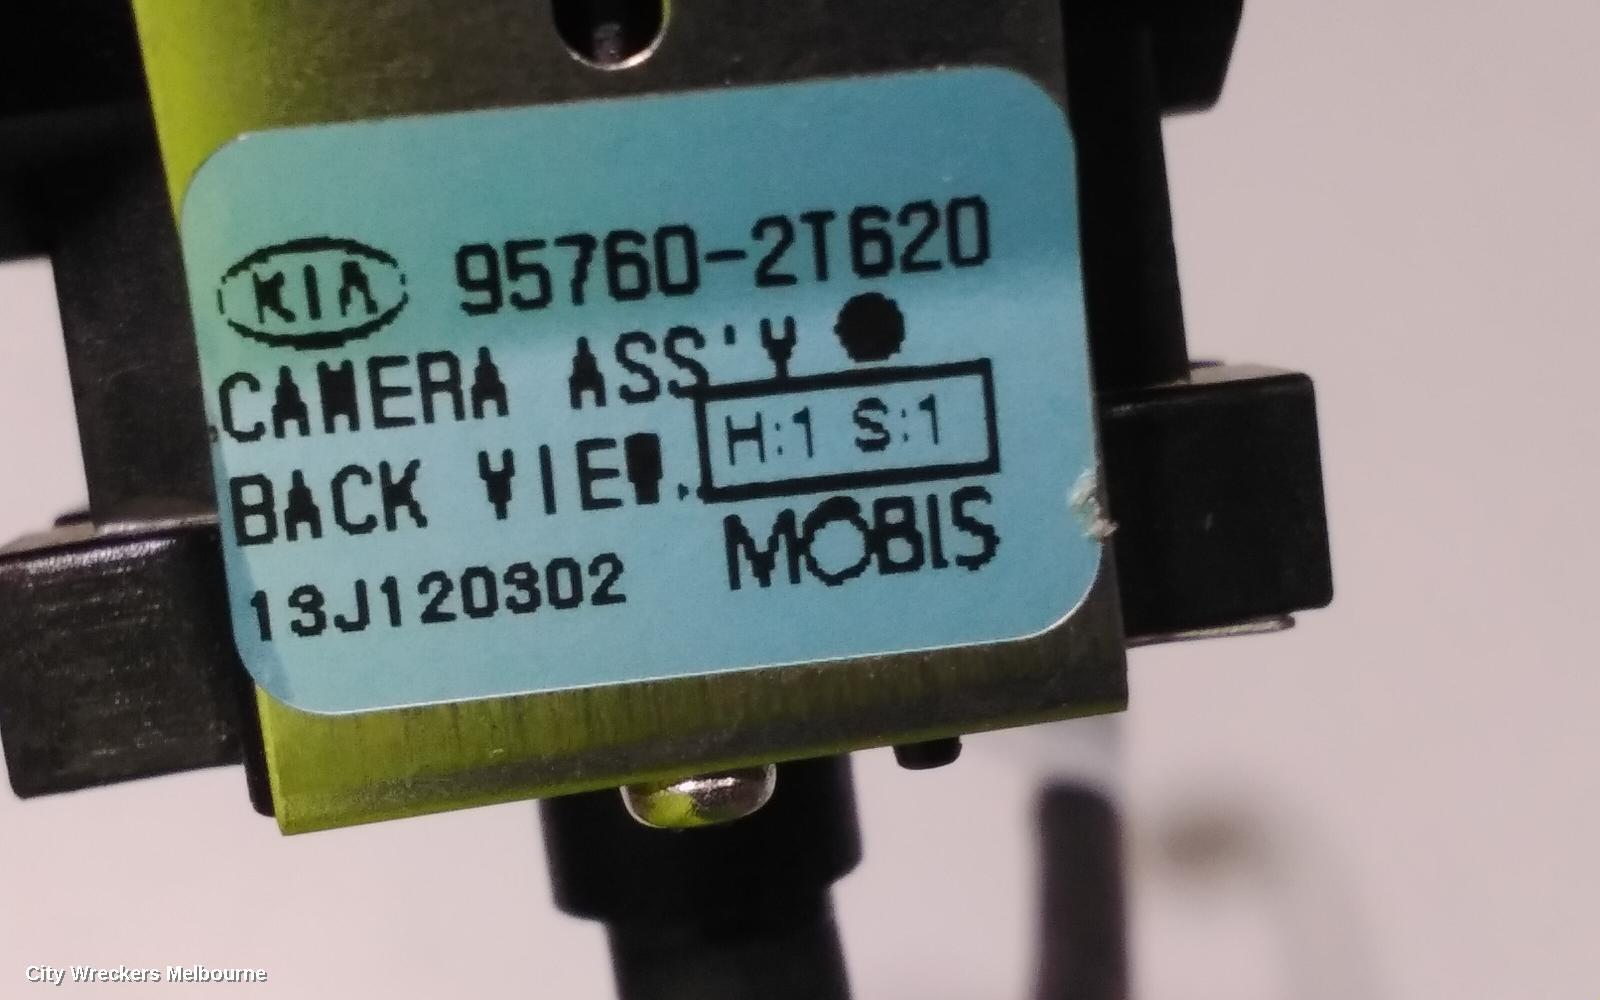 KIA 95760-2T620
CAMERA ASS'Y
H:1 S:1
BACK VIEW
MOBIS
13J120302
City Wreckers Melbourne